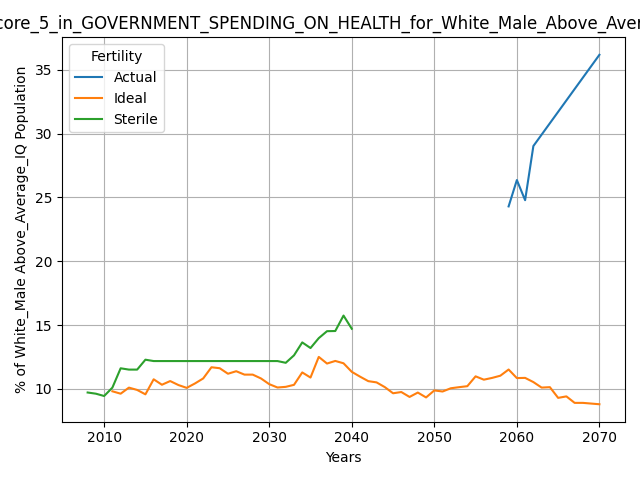 core_5_in_GOVERNMENT_SPENDING_ON_HEALTH_for_White_Male_Above_Aver
Fertility
Actual
Ideal
Sterile
% of White_Male Above_Average_IQ Population
35
30
25
20
15
10
2010 2020 2030 2040 2050 2060 2070
Years